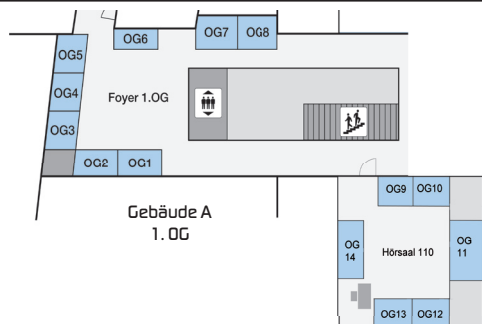 OG6
OG7
OG8
OG5
OG4
OG3
Foyer 1.OG
OG2
OG1
Gebäude A
1. OG
OG9
OG10
OG
14
Hörsaal 110
OG
11
OG13
OG12